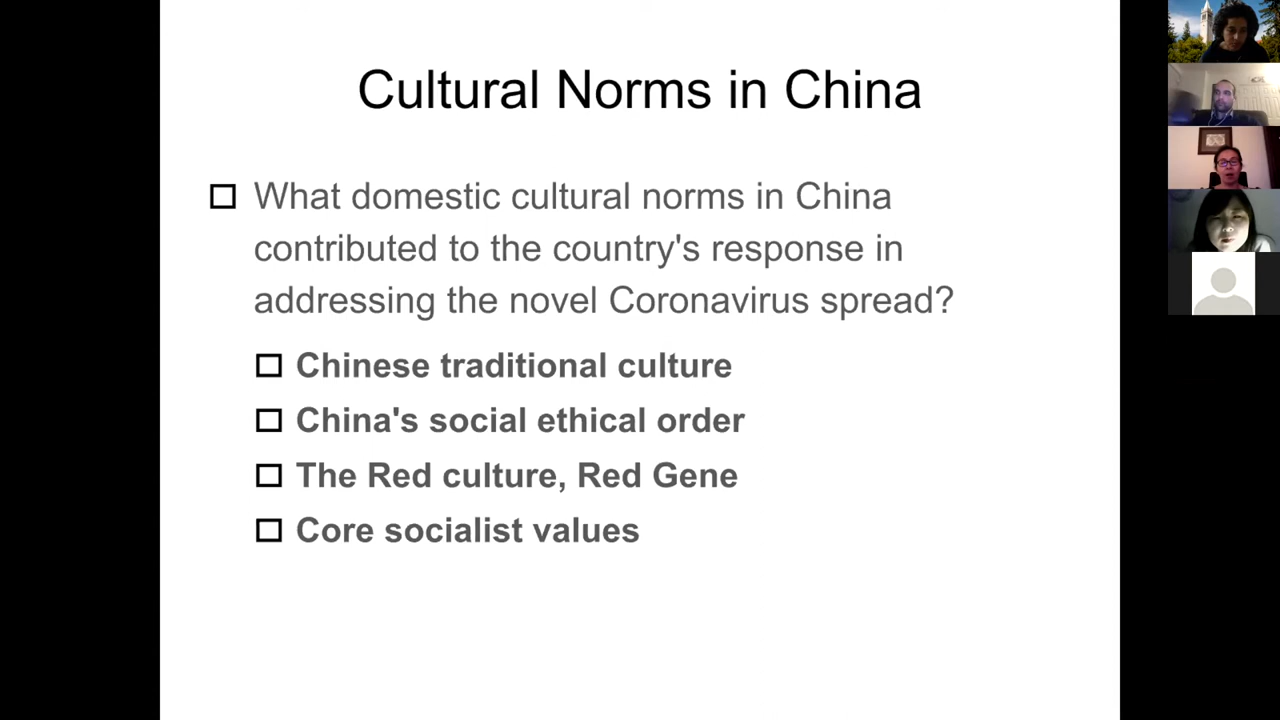 Cultural Norms in China
What domestic cultural norms in China
contributed to the country's response in
addressing the novel Coronavirus spread?
Chinese traditional culture
China's social ethical order
The Red culture, Red Gene
Core socialist values